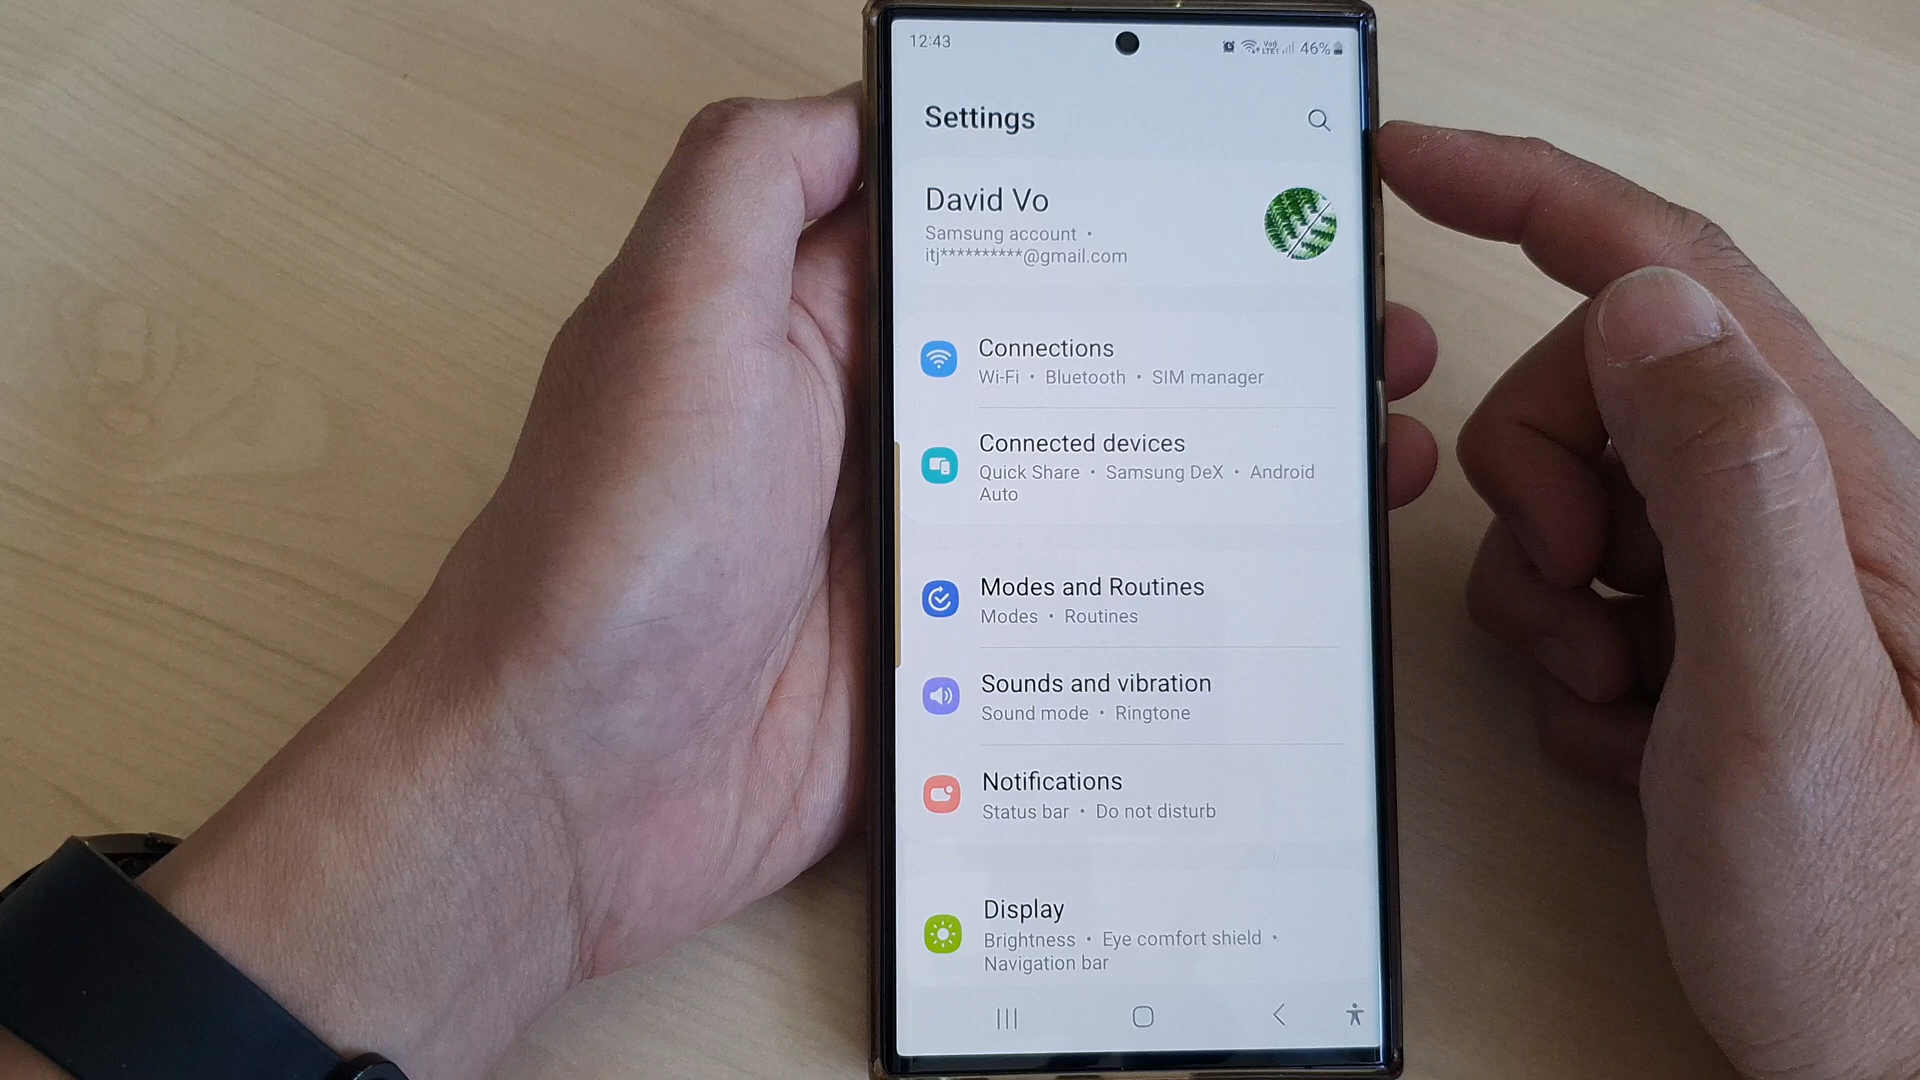 12:43
46%
Settings
David Vo
Samsung account •
itj**********@gmail.com
Connections
Wi-Fi • Bluetooth • SIM manager
Connected devices
Quick Share • Samsung DeX • Android
Auto
Modes and Routines
Modes • Routines
Sounds and vibration
Sound mode • Ringtone
Notifications
Status bar • Do not disturb
Display
Brightness • Eye comfort shield •
Navigation bar